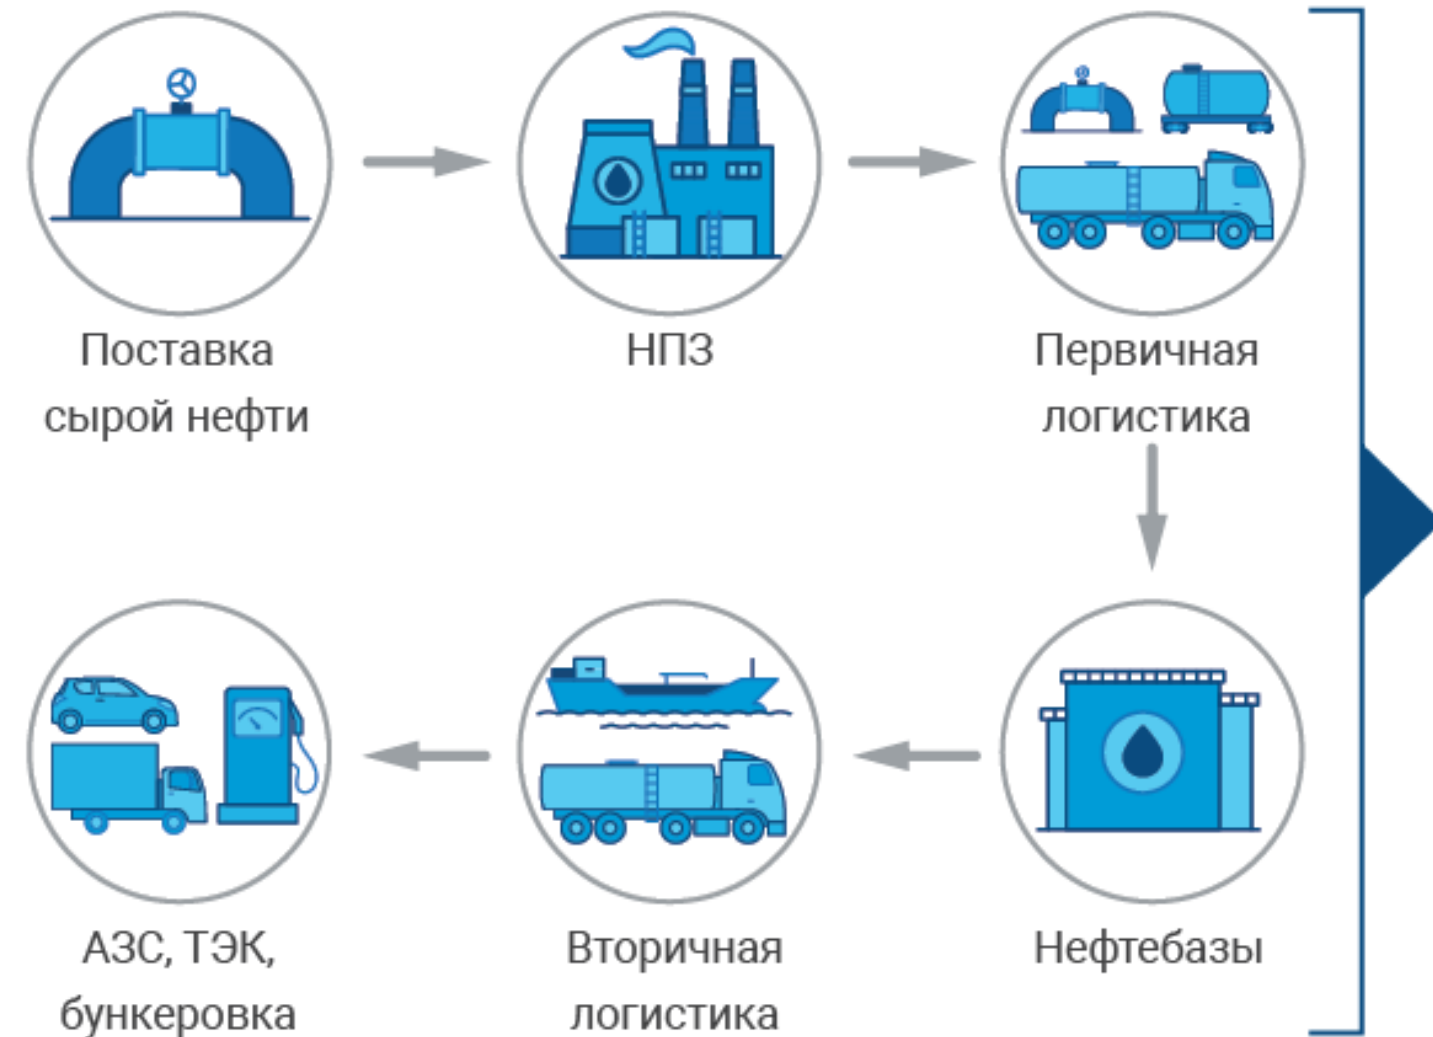 Поставка
сырой нефти
НПЗ
Первичная
логистика
АЗС, ТЭК,
бункеровка
Вторичная
логистика
Нефтебазы